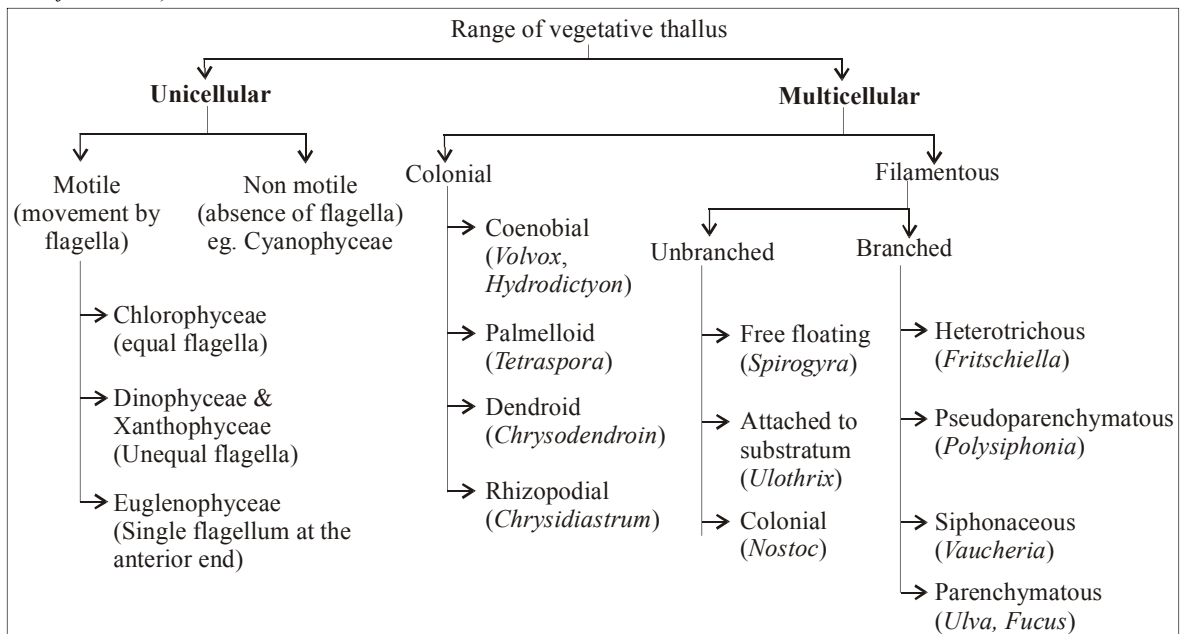 Range of vegetative thallus
Unicellular
Multicellular
Motile
(movement by
flagella)
Non motile
(absence of flagella)
eg. Cyanophyceae
Chlorophyceae
(equal flagella)
Dinophyceae &
Xanthophyceae
(Unequal flagella)
Euglenophyceae
(Single flagellum at the
anterior end)
Colonial
Coenobial
(Volvox,
Hydrodictyon)
Palmelloid
(Tetraspora)
Dendroid
(Chrysodendroin)
Rhizopodial
(Chrysidiastrum)
Filamentous
Unbranched
Free floating
(Spirogyra)
Attached to
substratum
(Ulothrix)
Colonial
(Nostoc)
Branched
Heterotrichous
(Fritschiella)
Pseudoparenchymatous
(Polysiphonia)
Siphonaceous
(Vaucheria)
Parenchymatous
(Ulva, Fucus)